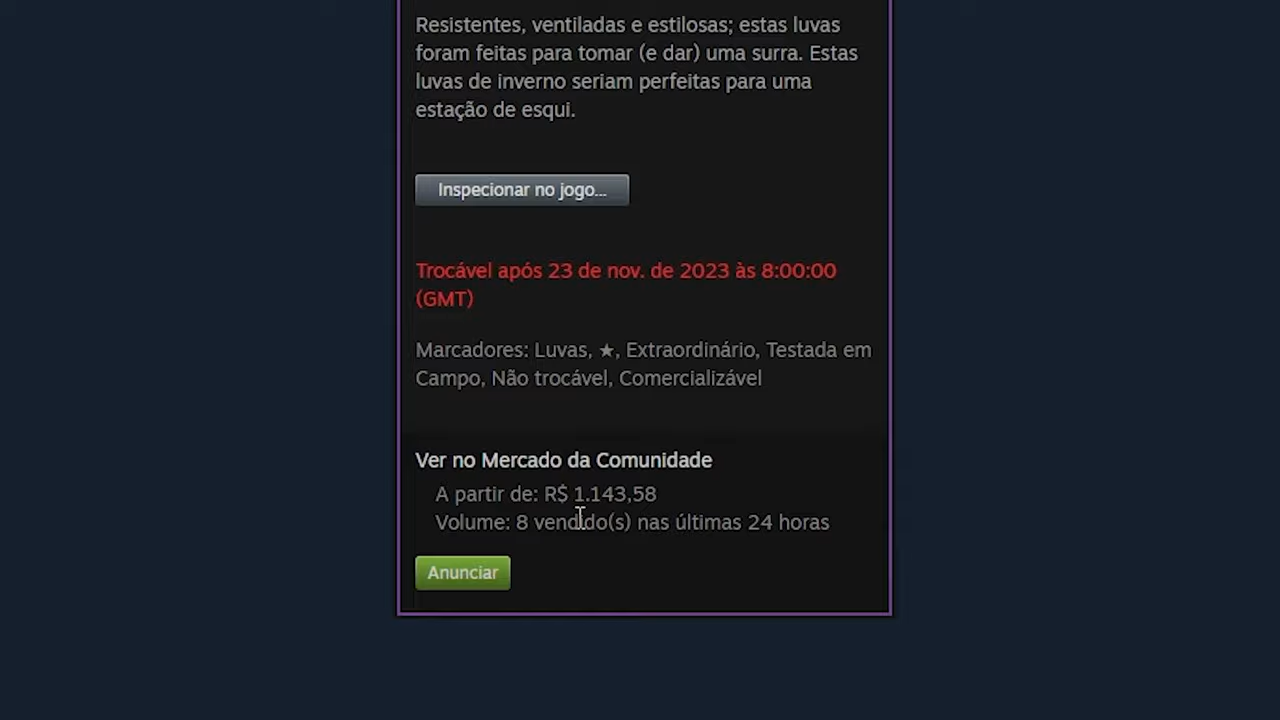 Resistentes, ventiladas e estilosas; estas luvas
foram feitas para tomar (e dar) uma surra. Estas
luvas de inverno seriam perfeitas para uma
estação de esqui.
Inspecionar no jogo...
Trocável após 23 de nov. de 2023 às 8:00:00
(GMT)
Marcadores: Luvas, ★, Extraordinário, Testada em
Campo, Não trocável, Comercializável
Ver no Mercado da Comunidade
A partir de: R$ 1.143,58
Volume: 8 vendido(s) nas últimas 24 horas
Anunciar